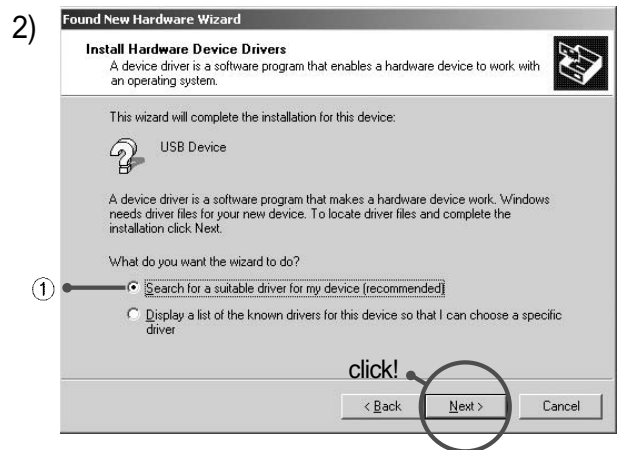 2)
Found New Hardware Wizard
Install Hardware Device Drivers
A device driver is a software program that enables a hardware device to work with
an operating system.
This wizard will complete the installation for this device:
USB Device
A device driver is a software program that makes a hardware device work. Windows
needs driver files for your new device. To locate driver files and complete the
installation click Next.
What do you want the wizard to do?
① Search for a suitable driver for my device (recommended)
Display a list of the known drivers for this device so that I can choose a specific
driver
click!
< Back Next > Cancel